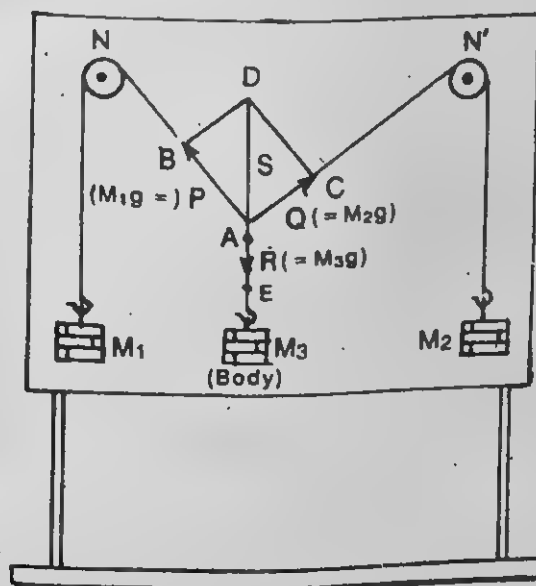 N N'
D
B S C
(M₁g =) P Q (= M₂g)
A Ṙ (= M₃g)
E
M₁ M₃ M₂
(Body)